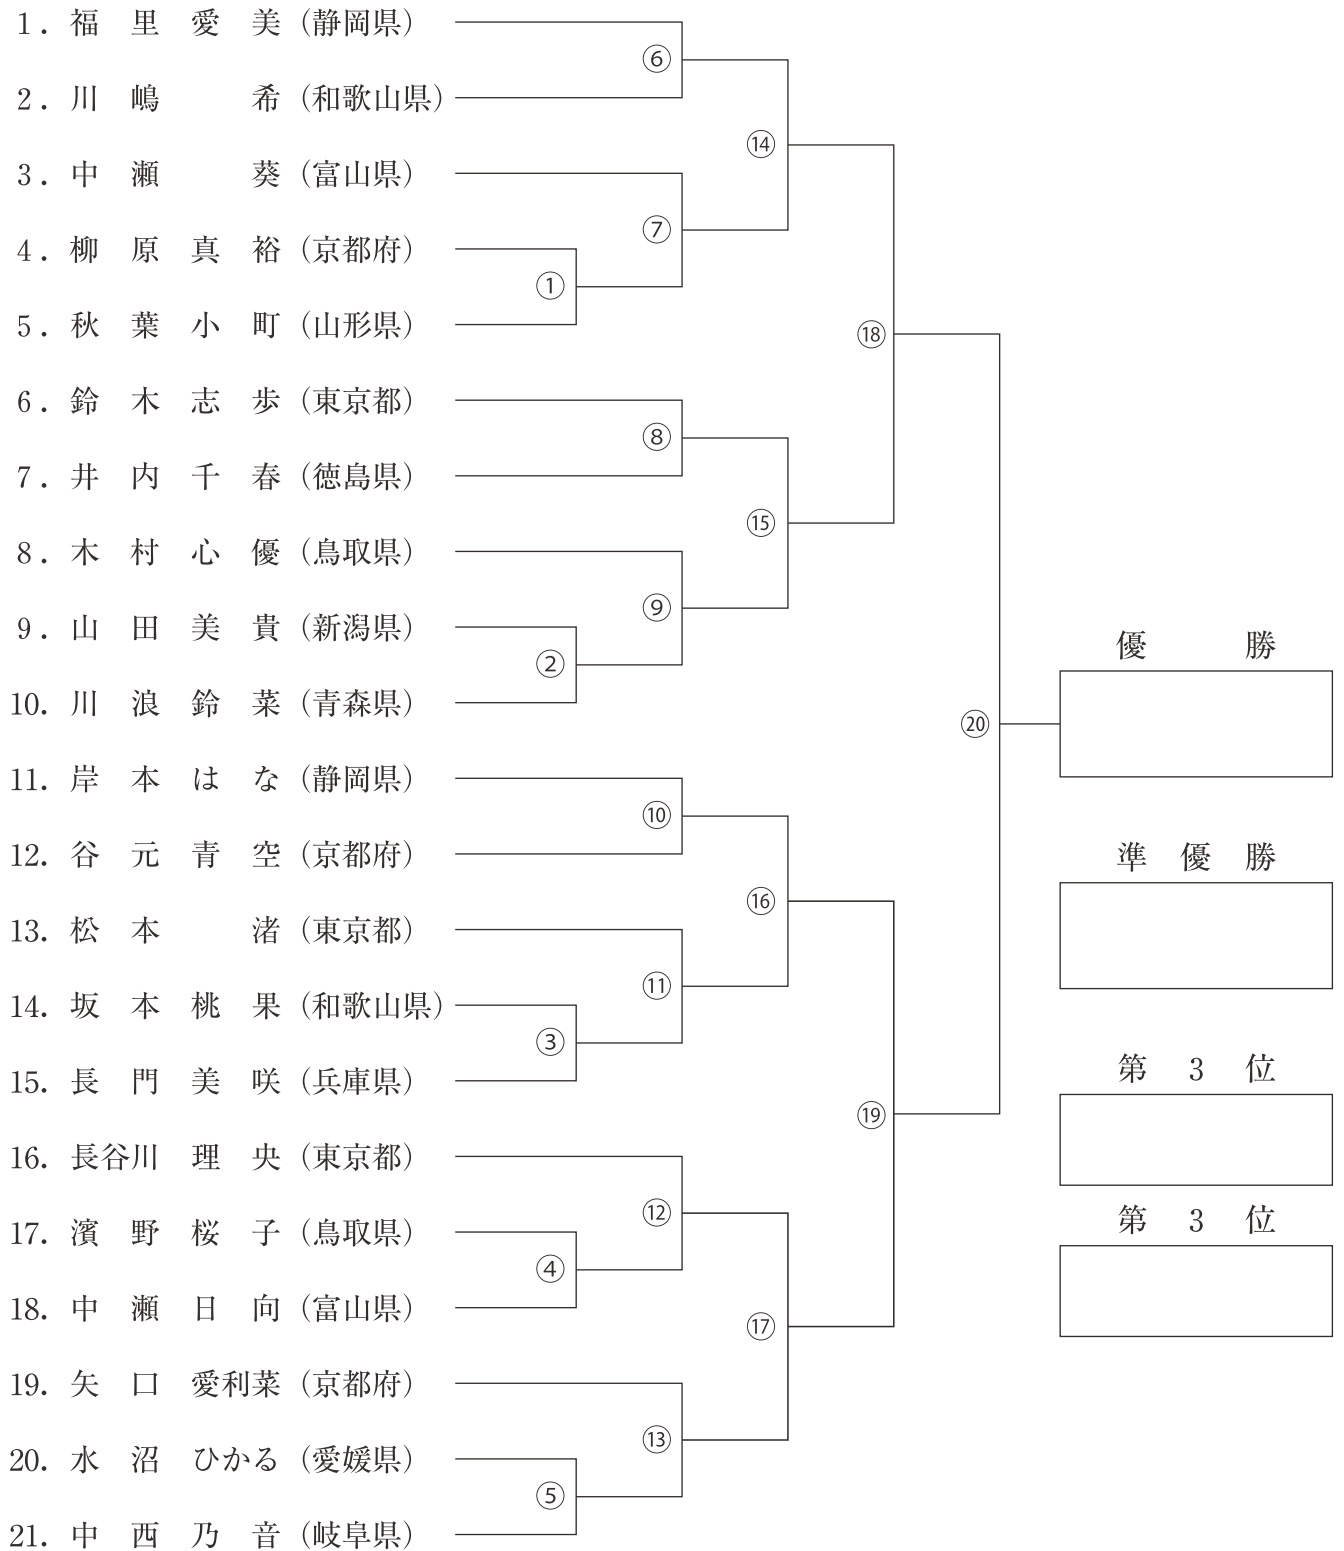 1．福里愛美（静岡県）
2．川嶋希（和歌山県）
3．中瀬葵（富山県）
4．柳原真裕（京都府）
5．秋葉小町（山形県）
6．鈴木志歩（東京都）
7．井内千春（徳島県）
8．木村心優（鳥取県）
9．山田美貴（新潟県）
10．川浪鈴菜（青森県）
11．岸本はな（静岡県）
12．谷元青空（京都府）
13．松本渚（東京都）
14．坂本桃果（和歌山県）
15．長門美咲（兵庫県）
16．長谷川理央（東京都）
17．濱野桜子（鳥取県）
18．中瀬日向（富山県）
19．矢口愛利菜（京都府）
20．水沼ひかる（愛媛県）
21．中西乃音（岐阜県）
①
②
③
④
⑤
⑥
⑦
⑧
⑨
⑩
⑪
⑫
⑬
⑭
⑮
⑯
⑰
⑱
⑲
⑳
優勝
準優勝
第3位
第3位